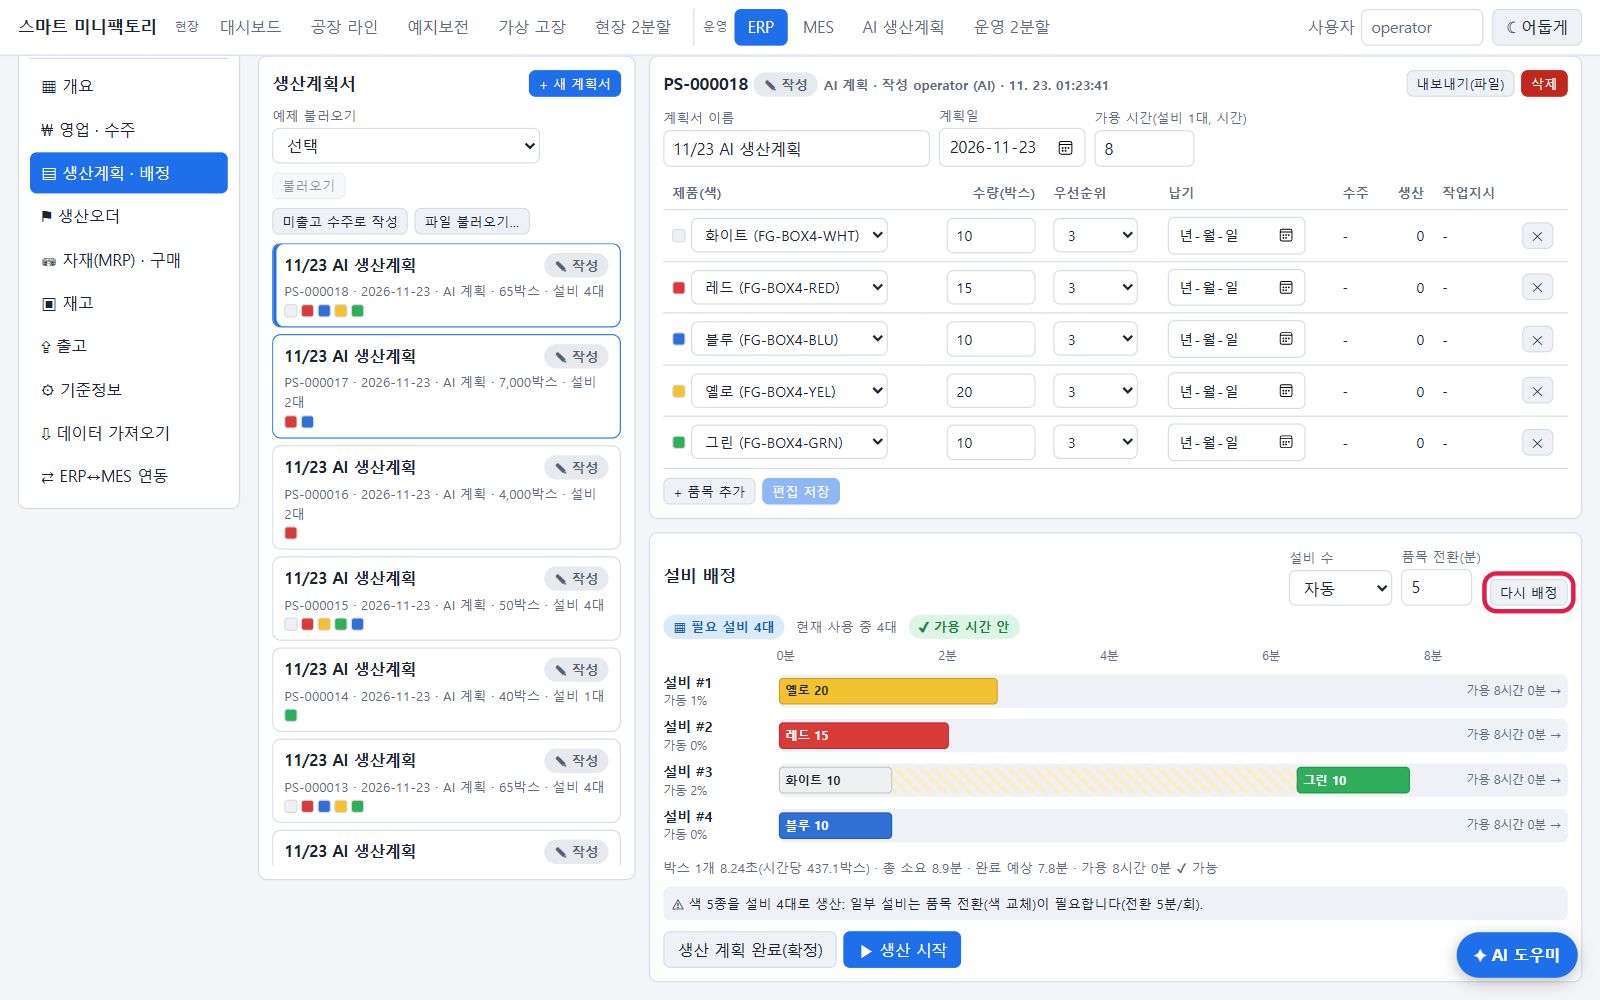 스마트 미니팩토리 현장 대시보드 공장 라인 예지보전 가상 고장 현장 2분할 운영 ERP MES AI 생산계획 운영 2분할 사용자 operator ☾ 어둡게
▦ 개요
₩ 영업 · 수주
▤ 생산계획 · 배정
⚑ 생산오더
자재(MRP) · 구매
▣ 재고
⇪ 출고
⚙ 기준정보
⇩ 데이터 가져오기
⇄ ERP↔MES 연동
생산계획서 + 새 계획서
예제 불러오기
선택
불러오기
미출고 수주로 작성 파일 불러오기...
11/23 AI 생산계획 ✎ 작성
PS-000018 · 2026-11-23 · AI 계획 · 65박스 · 설비 4대
11/23 AI 생산계획 ✎ 작성
PS-000017 · 2026-11-23 · AI 계획 · 7,000박스 · 설비
2대
11/23 AI 생산계획 ✎ 작성
PS-000016 · 2026-11-23 · AI 계획 · 4,000박스 · 설비
2대
11/23 AI 생산계획 ✎ 작성
PS-000015 · 2026-11-23 · AI 계획 · 50박스 · 설비 4대
11/23 AI 생산계획 ✎ 작성
PS-000014 · 2026-11-23 · AI 계획 · 40박스 · 설비 1대
11/23 AI 생산계획 ✎ 작성
PS-000013 · 2026-11-23 · AI 계획 · 65박스 · 설비 4대
11/23 AI 생산계획 ✎ 작성
PS-000018 ✎ 작성 AI 계획 · 작성 operator (AI) · 11. 23. 01:23:41 내보내기(파일) 삭제
계획서 이름 계획일 가용 시간(설비 1대, 시간)
11/23 AI 생산계획 2026-11-23 8
제품(색) 수량(박스) 우선순위 납기 수주 생산 작업지시
화이트 (FG-BOX4-WHT) 10 3 년-월-일 - 0 - ×
레드 (FG-BOX4-RED) 15 3 년-월-일 - 0 - ×
블루 (FG-BOX4-BLU) 10 3 년-월-일 - 0 - ×
옐로 (FG-BOX4-YEL) 20 3 년-월-일 - 0 - ×
그린 (FG-BOX4-GRN) 10 3 년-월-일 - 0 - ×
+ 품목 추가 편집 저장
설비 배정 설비 수 자동 품목 전환(분) 5 다시 배정
▦ 필요 설비 4대 현재 사용 중 4대 ✔ 가용 시간 안
0분 2분 4분 6분 8분
설비 #1 옐로 20 가용 8시간 0분 →
가동 1%
설비 #2 레드 15 가용 8시간 0분 →
가동 0%
설비 #3 화이트 10 그린 10 가용 8시간 0분 →
가동 2%
설비 #4 블루 10 가용 8시간 0분 →
가동 0%
박스 1개 8.24초(시간당 437.1박스) · 총 소요 8.9분 · 완료 예상 7.8분 · 가용 8시간 0분 ✔ 가능
⚠ 색 5종을 설비 4대로 생산: 일부 설비는 품목 전환(색 교체)이 필요합니다(전환 5분/회).
생산 계획 완료(확정) ▶ 생산 시작
✦ AI 도우미